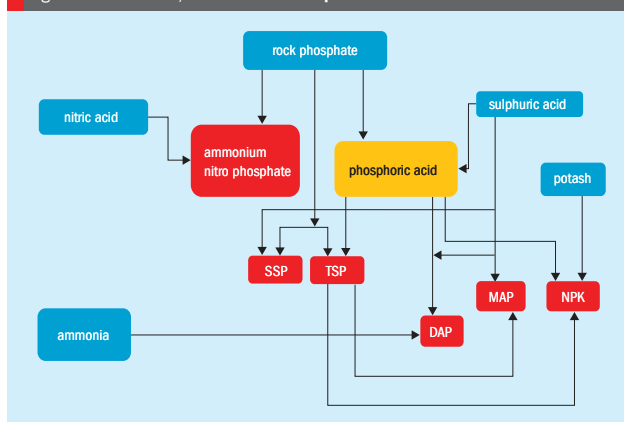 rock phosphate
sulphuric acid
nitric acid
ammonium
nitro phosphate
phosphoric acid
potash
SSP
TSP
MAP
NPK
DAP
ammonia